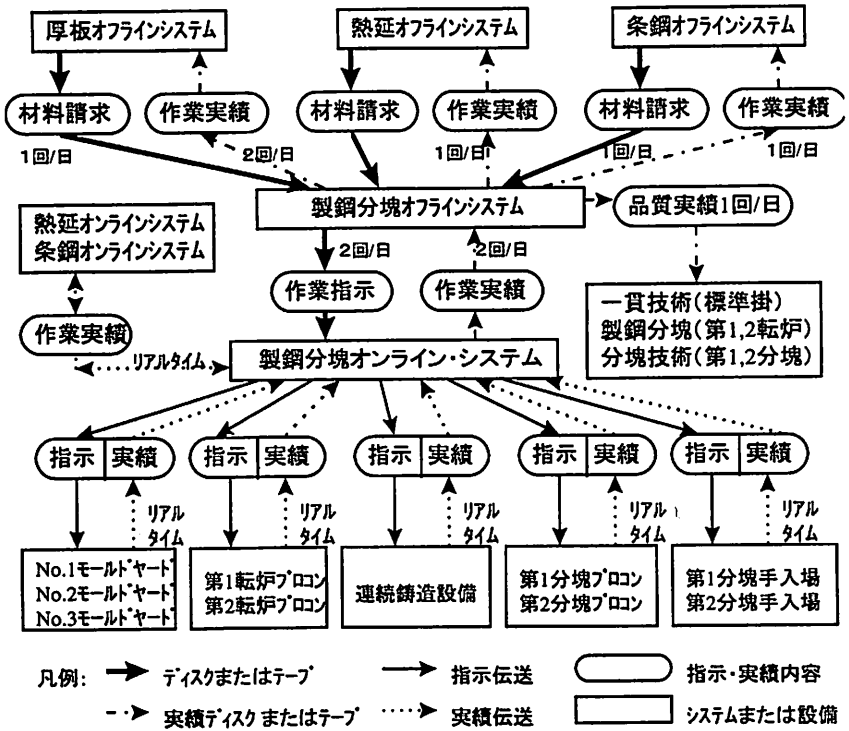 厚板オフラインシステム
熱延オフラインシステム
条鋼オフラインシステム
材料請求
作業実績
材料請求
作業実績
材料請求
作業実績
1回/日
2回/日
1回/日
1回/日
1回/日
製鋼分塊オフラインシステム
品質実績1回/日
熱延オンラインシステム
条鋼オンラインシステム
2回/日
2回/日
作業指示
作業実績
作業実績
リアルタイム
一貫技術(標準掛)
製鋼分塊(第1,2転炉)
分塊技術(第1,2分塊)
製鋼分塊オンライン・システム
指示
実績
指示
実績
指示
実績
指示
実績
指示
実績
リアル
タイム
リアル
タイム
リアル
タイム
リアル
タイム
リアル
タイム
No.1モールドヤード
No.2モールドヤード
No.3モールドヤード
第1転炉プロコン
第2転炉プロコン
連続鋳造設備
第1分塊プロコン
第2分塊プロコン
第1分塊手入場
第2分塊手入場
凡例:
ディスクまたはテープ
指示伝送
指示・実績内容
実績ディスクまたはテープ
実績伝送
システムまたは設備